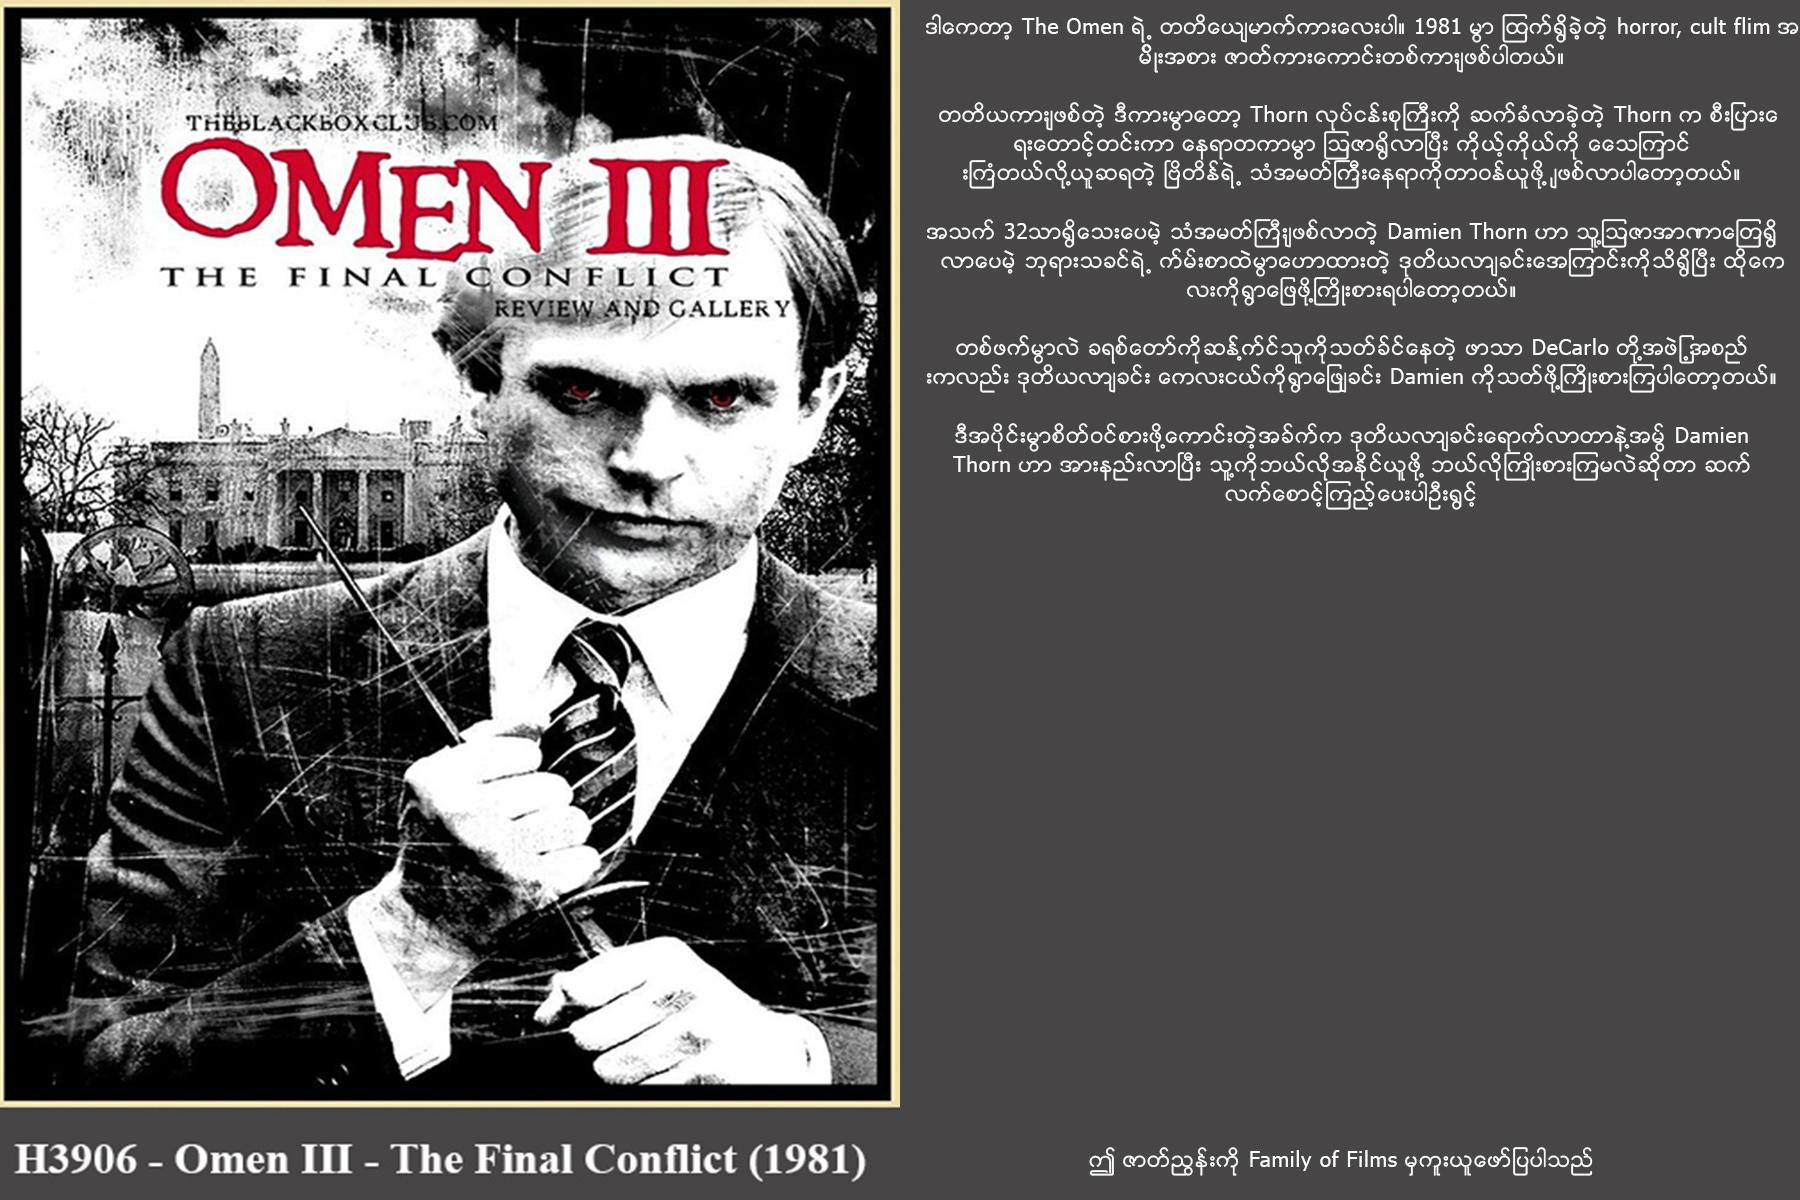 THEBLACKBOXCLUB.COM
OMEN III
THE FINAL CONFLICT
REVIEW AND GALLERY
H3906 - Omen III - The Final Conflict (1981)
ဒါကေတာ့ The Omen ရဲ့ တတိယေျမာက်ကားလေးပါ။ 1981 မှာ ထြက်ရှိခဲ့တဲ့ horror, cult flim အ
မျိုးအစား ဇာတ်ကားကောင်းတစ်ကားျဖစ်ပါတယ်။
တတိယကားျဖစ်တဲ့ ဒီကားမှာတော့ Thorn လုပ်ငန်းစုကြီးကို ဆက်ခံလာခဲ့တဲ့ Thorn က စီးပြားေ
ရးတောင့်တင်းကာ နေရာတကာမှာ သြဇာရှိလာပြီး ကိုယ့်ကိုယ်ကို သေေကြာင်
းကြံတယ်လို့ယူဆရတဲ့ ဗြိတိန်ရဲ့ သံအမတ်ကြီးနေရာကိုတာဝန်ယူဖို့ ျဖစ်လာပါတော့တယ်။
အသက် 32သာရှိသေးပေမဲ့ သံအမတ်ကြီးျဖစ်လာတဲ့ Damien Thorn ဟာ သူ့သြဇာအာဏာတြေရှိ
လာပေမဲ့ ဘုရားသခင်ရဲ့ ကျမ်းစာထဲမှာဟောထားတဲ့ ဒုတိယလာျခင်းအကြောင်းကိုသိရှိပြီး ထိုကေ
လးကိုရှာဖြေဖို့ကြိုးစားရပါတော့တယ်။
တစ်ဖက်မှာလဲ ခရစ်တော်ကိုဆန့်ကျင်သူကိုသတ်ချင်နေတဲ့ ဖာသာ DeCarlo တို့အဖဲြ့အစည်
းကလည်း ဒုတိယလာျခင်း ကေလးငယ်ကိုရှာဖြေျခင်း Damien ကိုသတ်ဖို့ကြိုးစားကြပါတော့တယ်။
ဒီအပိုင်းမှာစိတ်ဝင်စားဖို့ကောင်းတဲ့အချက်က ဒုတိယလာျခင်းရောက်လာတာနဲ့အမျှ Damien
Thorn ဟာ အားနည်းလာပြီး သူ့ကိုဘယ်လိုအနိုင်ယူဖို့ ဘယ်လိုကြိုးစားကြမလဲဆိုတာ ဆက်
လက်စောင့်ကြည့်ပေးပါဦးရှင့်
ဤ ဇာတ်ညွှန်းကို Family of Films မှကူးယူဖော်ပြပါသည်